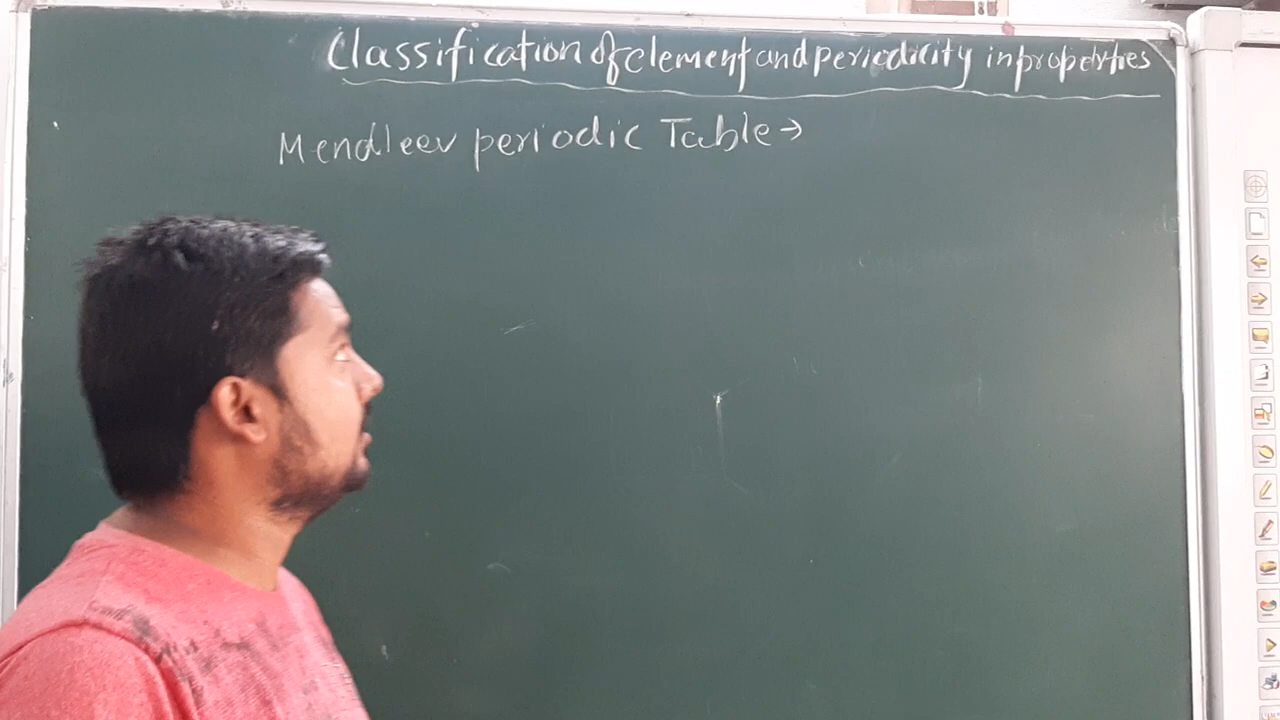 Classification of element and periodicity in properties
Mendleev periodic Table →